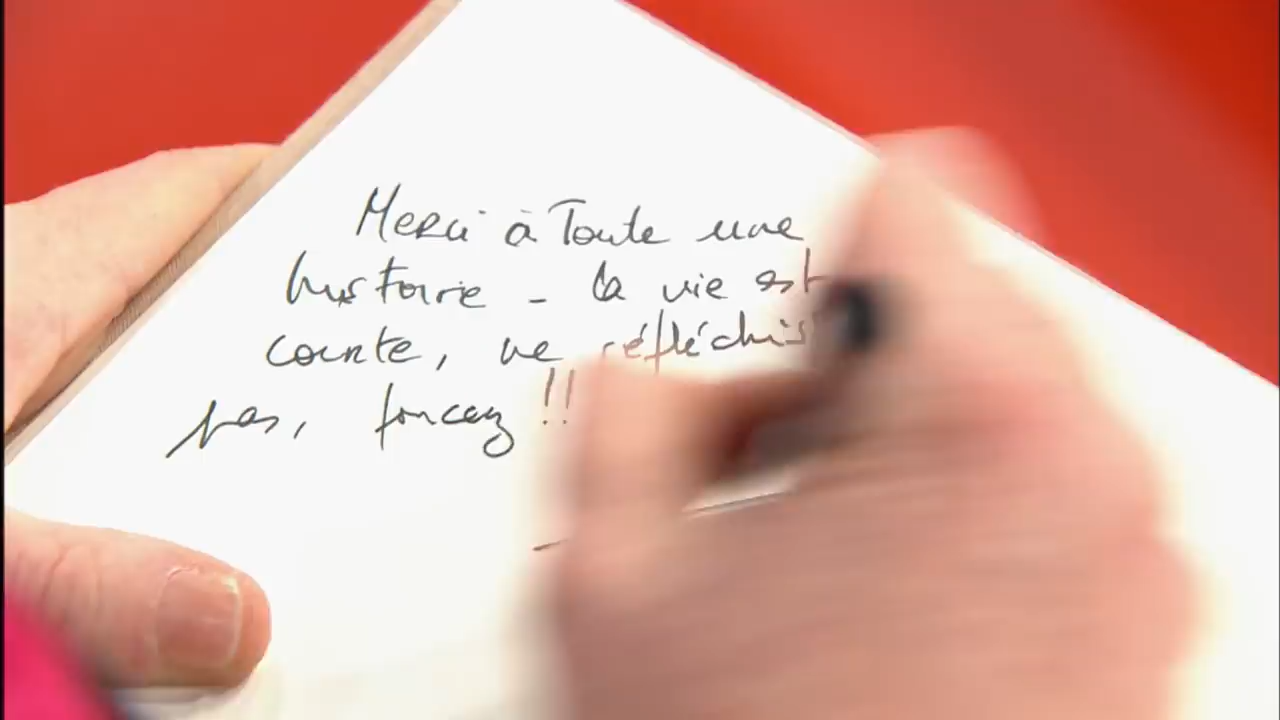 Merci à Toute une
histoire - la vie est
courte, ne réfléchis
pas, foncez !!